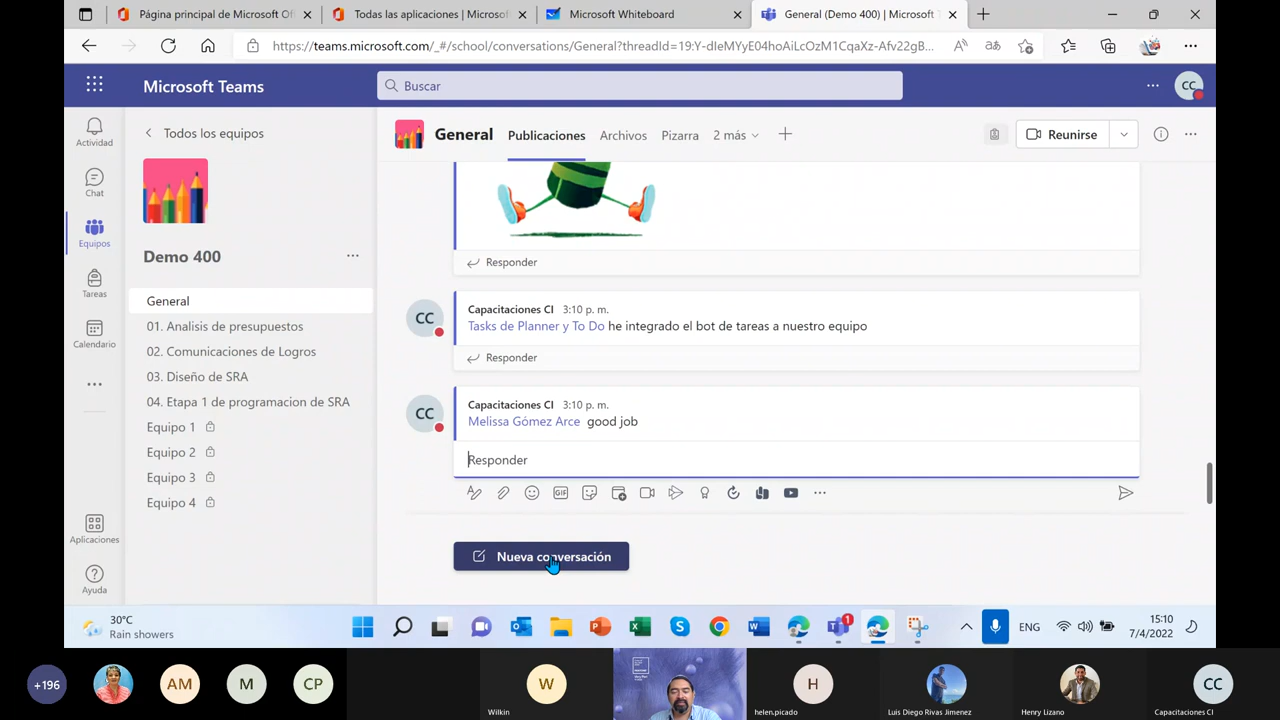 Página principal de Microsoft Of
Todas las aplicaciones | Microsof
Microsoft Whiteboard
General (Demo 400) | Microsoft T
https://teams.microsoft.com/_#/school/conversations/General?threadId=19:Y-dIeMYyE04hoAiLcOzM1CqaXz-Afv22gB...
Microsoft Teams
Buscar
CC
Actividad
Chat
Equipos
Tareas
Calendario
Aplicaciones
Ayuda
Todos los equipos
Demo 400
General
01. Analisis de presupuestos
02. Comunicaciones de Logros
03. Diseño de SRA
04. Etapa 1 de programacion de SRA
Equipo 1
Equipo 2
Equipo 3
Equipo 4
General
Publicaciones
Archivos
Pizarra
2 más
Reunirse
Responder
CC
Capacitaciones CI 3:10 p. m.
Tasks de Planner y To Do he integrado el bot de tareas a nuestro equipo
Responder
CC
Capacitaciones CI 3:10 p. m.
Melissa Gómez Arce good job
Responder
GIF
Nueva conversación
30°C
Rain showers
1
ENG
15:10
7/4/2022
+196
AM
M
CP
W
Wilkin
H
helen.picado
Luis Diego Rivas Jimenez
Henry Lizano
CC
Capacitaciones CI